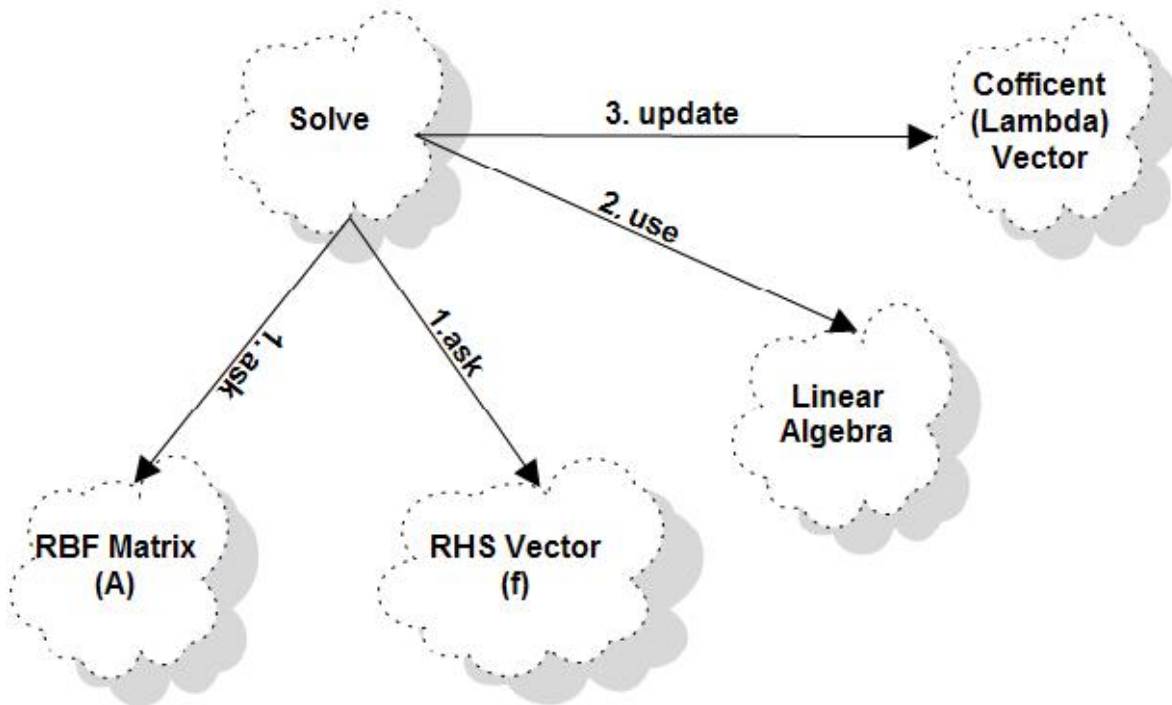 Solve
3. update
Cofficent
(Lambda)
Vector
2. use
1. ask
1.ask
Linear
Algebra
RBF Matrix
(A)
RHS Vector
(f)